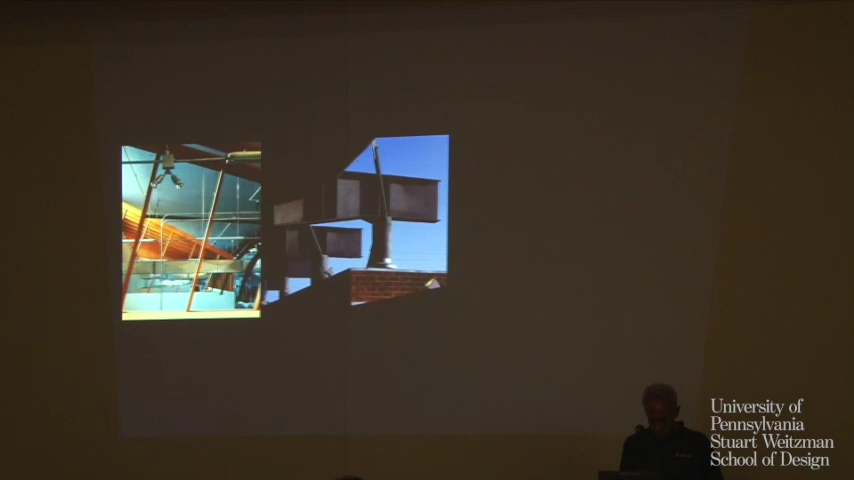 University of
Pennsylvania
Stuart Weitzman
School of Design